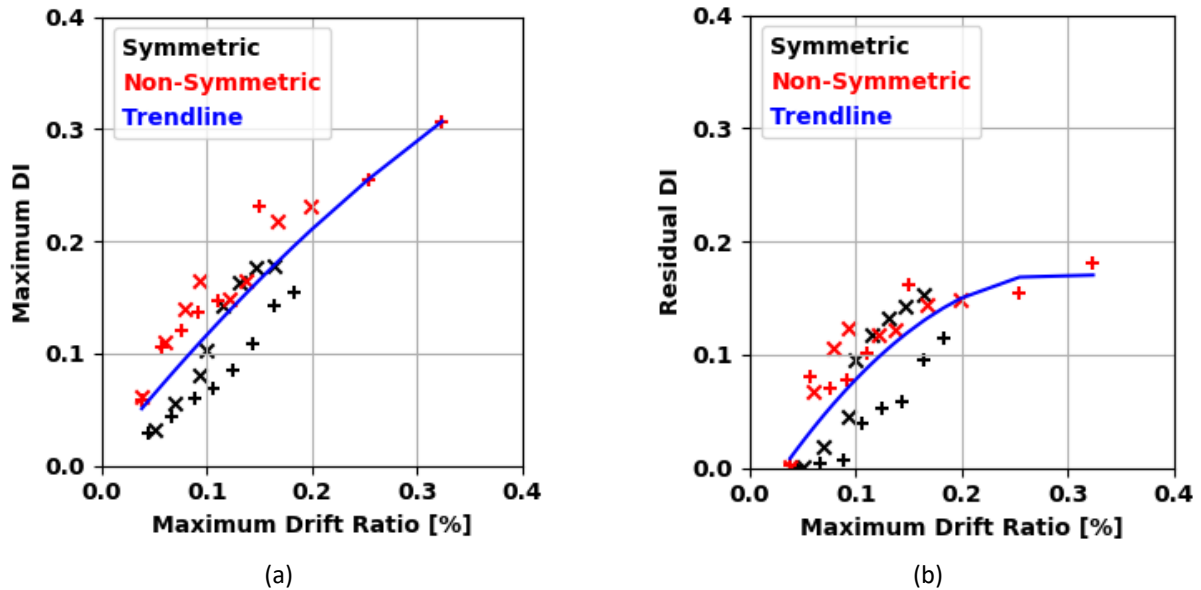 0.4
0.3
0.2
0.1
0.0
Maximum DI
Symmetric
Non-Symmetric
Trendline
0.0 0.1 0.2 0.3 0.4
Maximum Drift Ratio [%]
(a)
0.4
0.3
0.2
0.1
0.0
Residual DI
Symmetric
Non-Symmetric
Trendline
0.0 0.1 0.2 0.3 0.4
Maximum Drift Ratio [%]
(b)